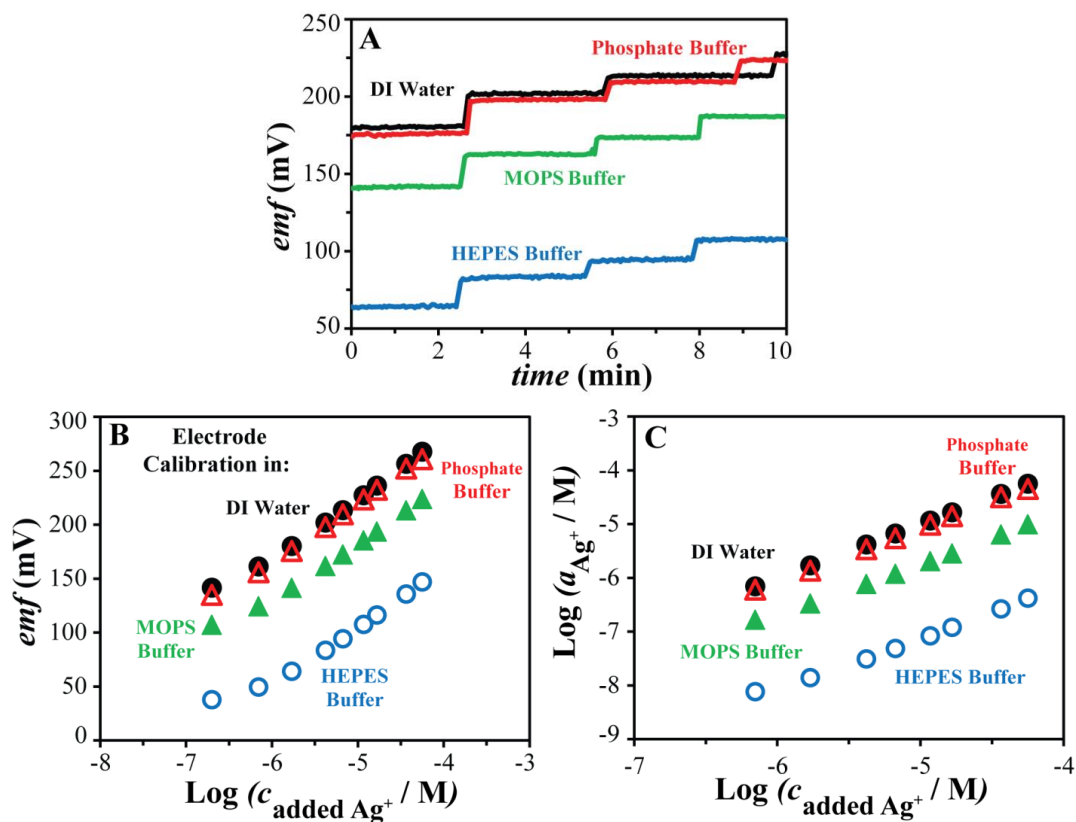 A
Phosphate Buffer
DI Water
MOPS Buffer
HEPES Buffer
emf (mV)
250
200
150
100
50
0 2 4 6 8 10
time (min)
B
Electrode
Calibration in:
DI Water
Phosphate
Buffer
MOPS
Buffer
HEPES
Buffer
emf (mV)
300
250
200
150
100
50
0
-8 -7 -6 -5 -4 -3
Log (c added Ag+ / M)
C
Phosphate
Buffer
DI Water
MOPS Buffer
HEPES Buffer
Log (a Ag+ / M)
-3
-4
-5
-6
-7
-8
-9
-7 -6 -5 -4
Log (c added Ag+ / M)